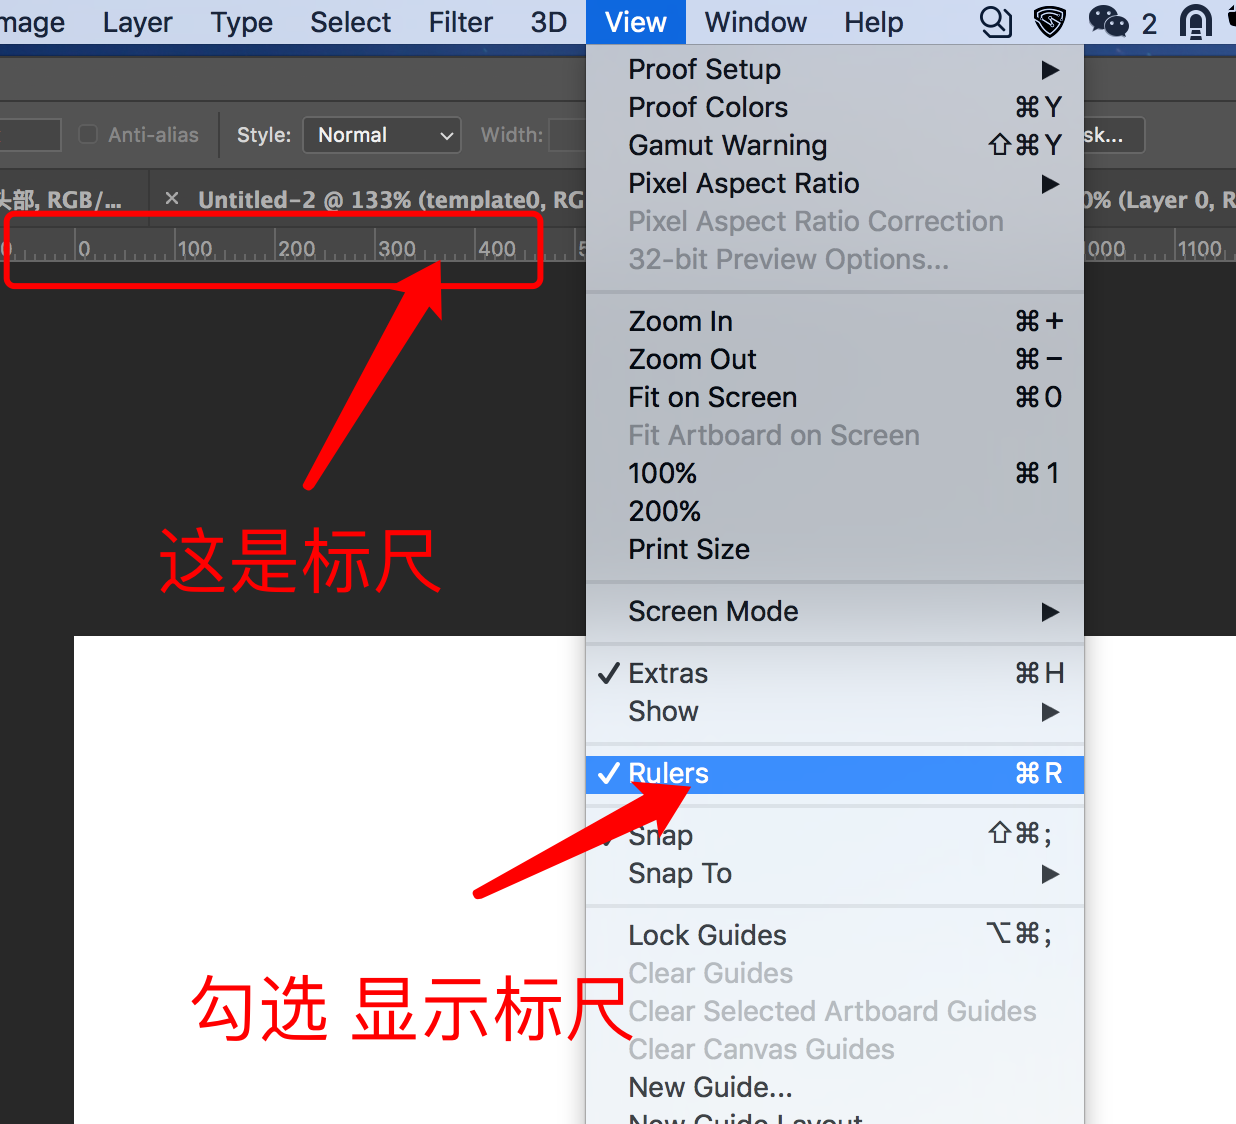 mage Layer Type Select Filter 3D View Window Help 2
Anti-alias Style: Normal Width: sk...
头部, RGB/... × Untitled-2 @ 133% (template0, RG 0% (Layer 0, R
0 0 100 200 300 400 5 1000 1100
Proof Setup
Proof Colors ⌘Y
Gamut Warning ⇧⌘Y
Pixel Aspect Ratio
Pixel Aspect Ratio Correction
32-bit Preview Options...
Zoom In ⌘+
Zoom Out ⌘−
Fit on Screen ⌘0
Fit Artboard on Screen
100% ⌘1
200%
Print Size
这是标尺
Screen Mode
✓ Extras ⌘H
Show
✓ Rulers ⌘R
Snap ⇧⌘;
Snap To
Lock Guides ⌥⌘;
Clear Guides
勾选 显示标尺
Clear Selected Artboard Guides
Clear Canvas Guides
New Guide...
New Guide Layout